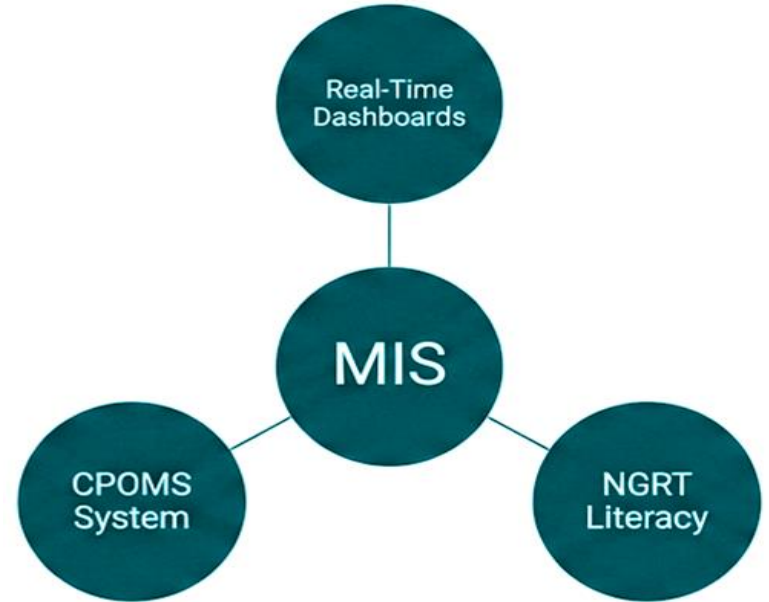 Real-Time
Dashboards
MIS
CPOMS
System
NGRT
Literacy